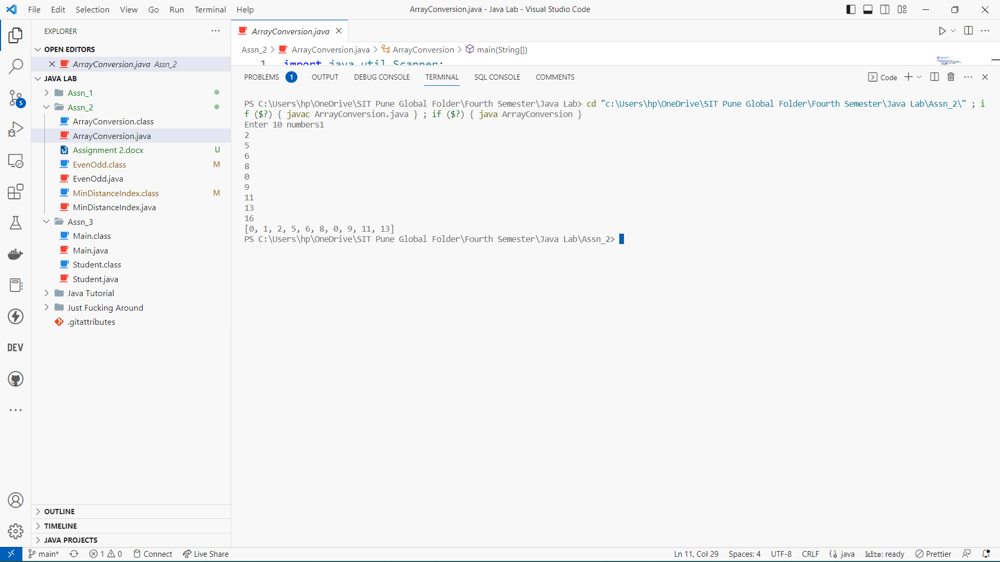 File Edit Selection View Go Run Terminal Help
ArrayConversion.java - Java Lab - Visual Studio Code
EXPLORER
OPEN EDITORS
ArrayConversion.java Assn_2
JAVA LAB
Assn_1
Assn_2
ArrayConversion.class
ArrayConversion.java
Assignment 2.docx U
EvenOdd.class M
EvenOdd.java
MinDistanceIndex.class M
MinDistanceIndex.java
Assn_3
Main.class
Main.java
Student.class
Student.java
Java Tutorial
Just Fucking Around
.gitattributes
OUTLINE
TIMELINE
JAVA PROJECTS
5
DEV
ArrayConversion.java
Assn_2 > ArrayConversion.java > ArrayConversion > main(String[])
1 import java.util.Scanner;
PROBLEMS 1 OUTPUT DEBUG CONSOLE TERMINAL SQL CONSOLE COMMENTS
Code
PS C:\Users\hp\OneDrive\SIT Pune Global Folder\Fourth Semester\Java Lab> cd "c:\Users\hp\OneDrive\SIT Pune Global Folder\Fourth Semester\Java Lab\Assn_2\" ; i
f ($?) { javac ArrayConversion.java } ; if ($?) { java ArrayConversion }
Enter 10 numbers1
2
5
6
8
0
9
11
13
16
[0, 1, 2, 5, 6, 8, 0, 9, 11, 13]
PS C:\Users\hp\OneDrive\SIT Pune Global Folder\Fourth Semester\Java Lab\Assn_2>
main* 1 0 Connect Live Share
Ln 11, Col 29 Spaces: 4 UTF-8 CRLF {} java kite: ready Prettier